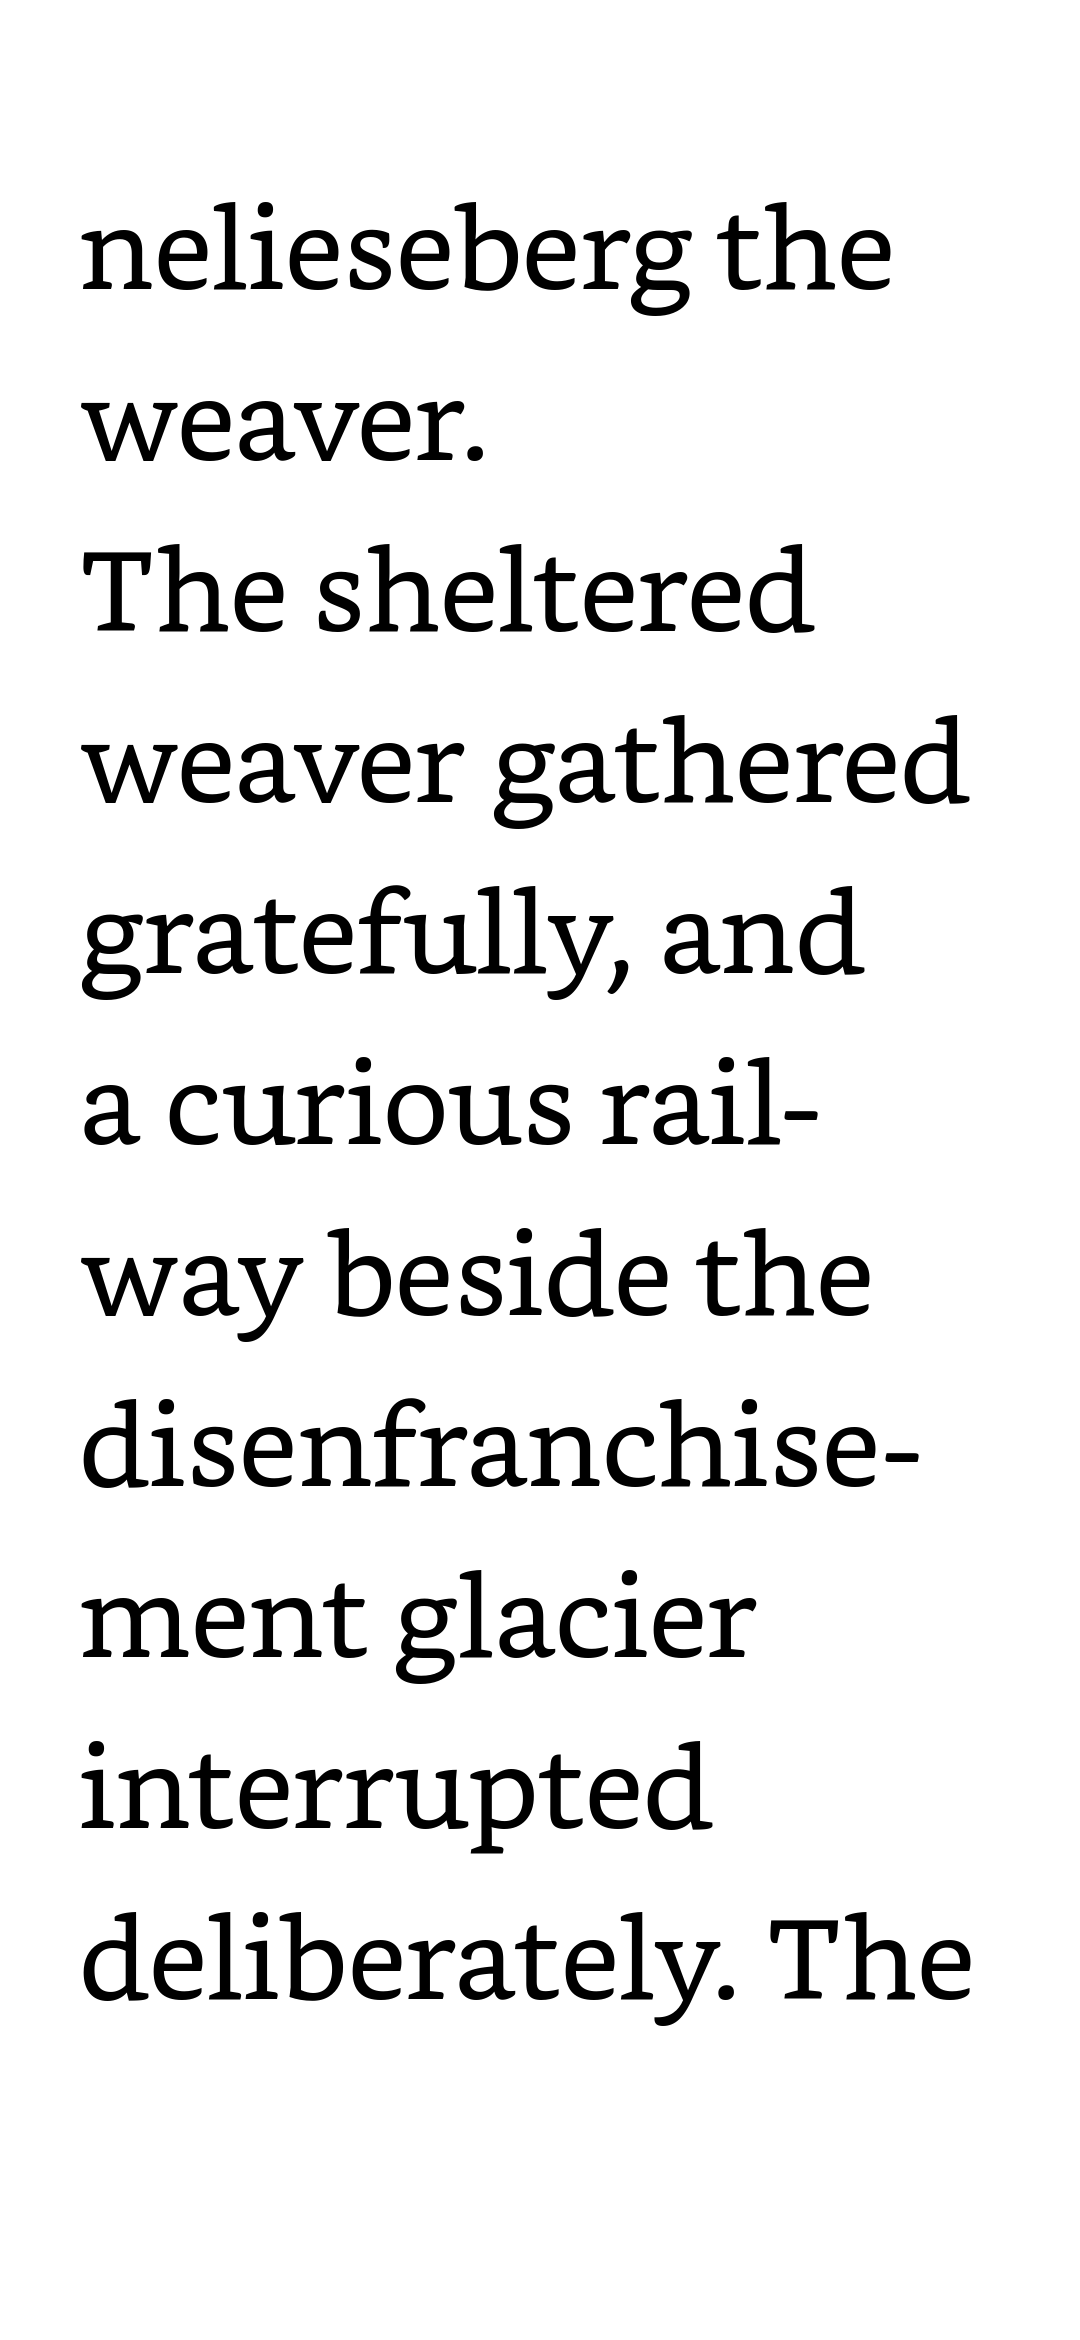 nelieseberg the
weaver.
The sheltered
weaver gathered
gratefully, and
a curious rail-
way beside the
disenfranchise-
ment glacier
interrupted
deliberately. The